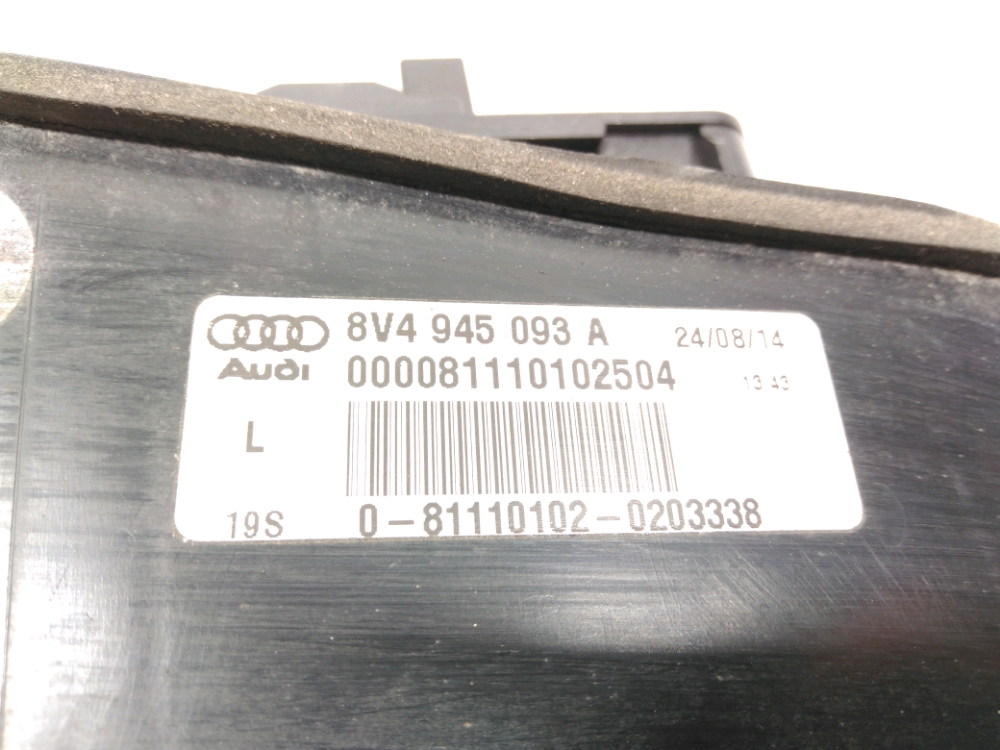 8V4 945 093 A 24/08/14
Audi 000081110102504 13 43
L
19S 0-81110102-0203338